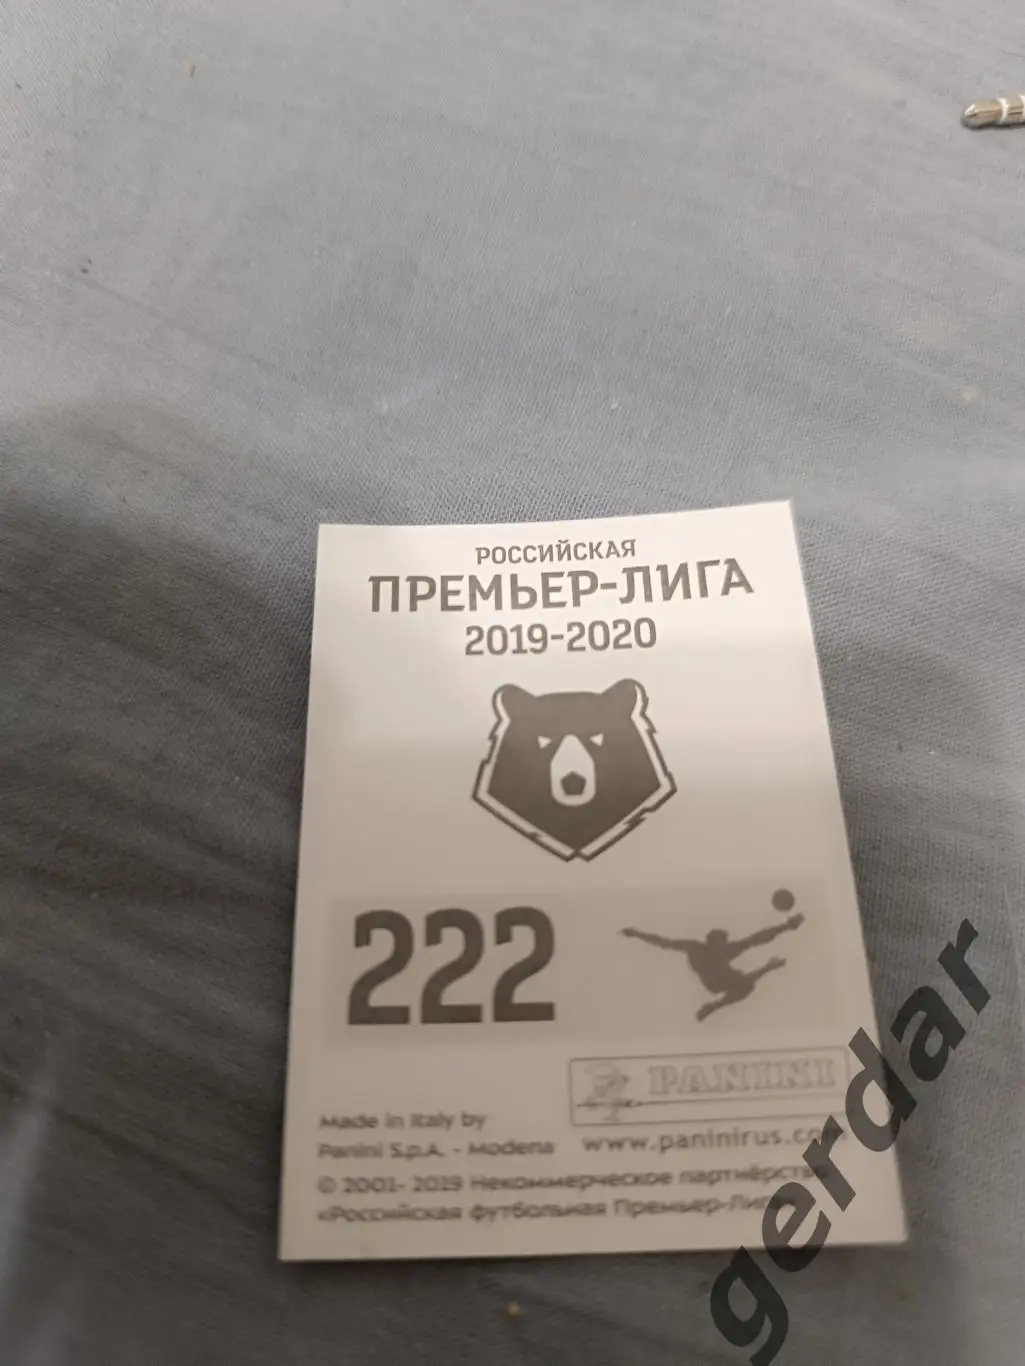 РОССИЙСКАЯ
ПРЕМЬЕР-ЛИГА
2019-2020
222
PANINI
Made in Italy by
Panini S.p.A. - Modena
www.paninirus.com
© 2001- 2019 Некоммерческое партнёрство
«Российская футбольная Премьер-Лига»
gerdar